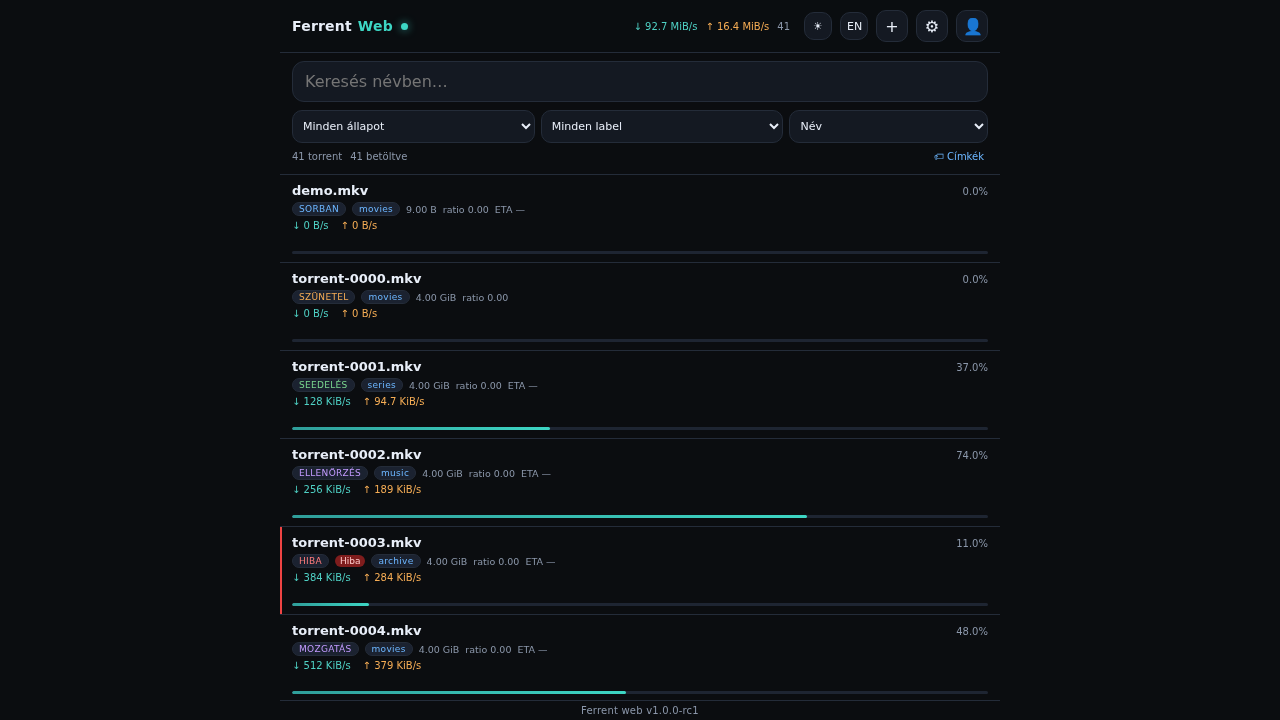 Ferrent Web ↓ 92.7 MiB/s ↑ 16.4 MiB/s 41 ☀ EN + ⚙ 👤
Keresés névben…
Minden állapot Minden label Név
41 torrent 41 betöltve 🏷 Címkék
demo.mkv 0.0%
SORBAN movies 9.00 B ratio 0.00 ETA —
↓ 0 B/s ↑ 0 B/s
torrent-0000.mkv 0.0%
SZÜNETEL movies 4.00 GiB ratio 0.00
↓ 0 B/s ↑ 0 B/s
torrent-0001.mkv 37.0%
SEEDELÉS series 4.00 GiB ratio 0.00 ETA —
↓ 128 KiB/s ↑ 94.7 KiB/s
torrent-0002.mkv 74.0%
ELLENŐRZÉS music 4.00 GiB ratio 0.00 ETA —
↓ 256 KiB/s ↑ 189 KiB/s
torrent-0003.mkv 11.0%
HIBA Hiba archive 4.00 GiB ratio 0.00 ETA —
↓ 384 KiB/s ↑ 284 KiB/s
torrent-0004.mkv 48.0%
MOZGATÁS movies 4.00 GiB ratio 0.00 ETA —
↓ 512 KiB/s ↑ 379 KiB/s
Ferrent web v1.0.0-rc1